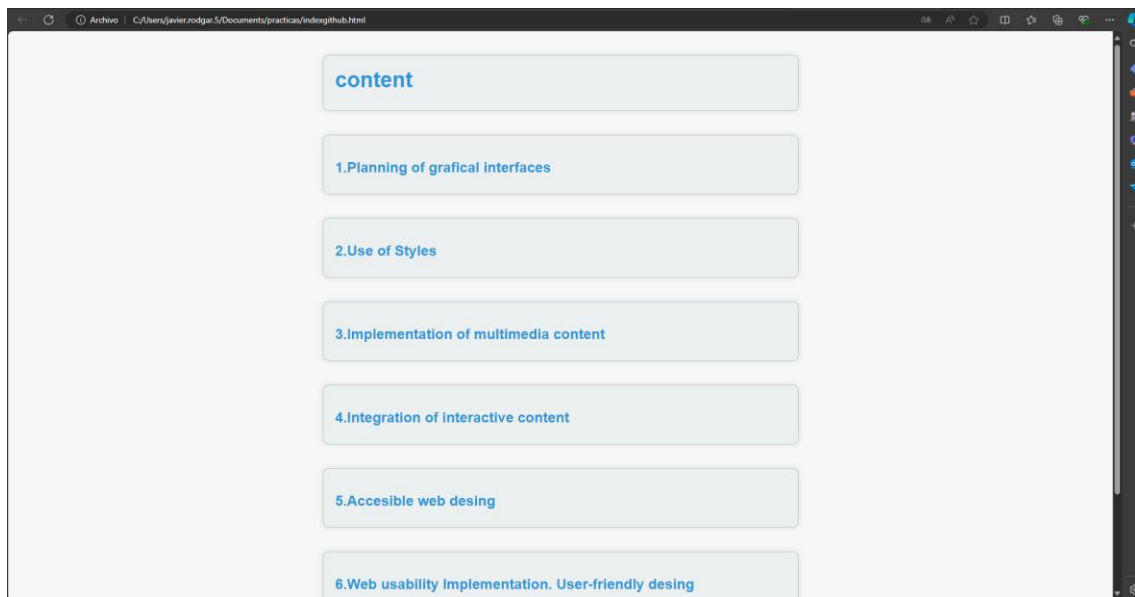 Archivo C:/Users/javier.rodgar.5/Documents/practicas/indexgithub.html
content
1.Planning of grafical interfaces
2.Use of Styles
3.Implementation of multimedia content
4.Integration of interactive content
5.Accesible web desing
6.Web usability Implementation. User-friendly desing